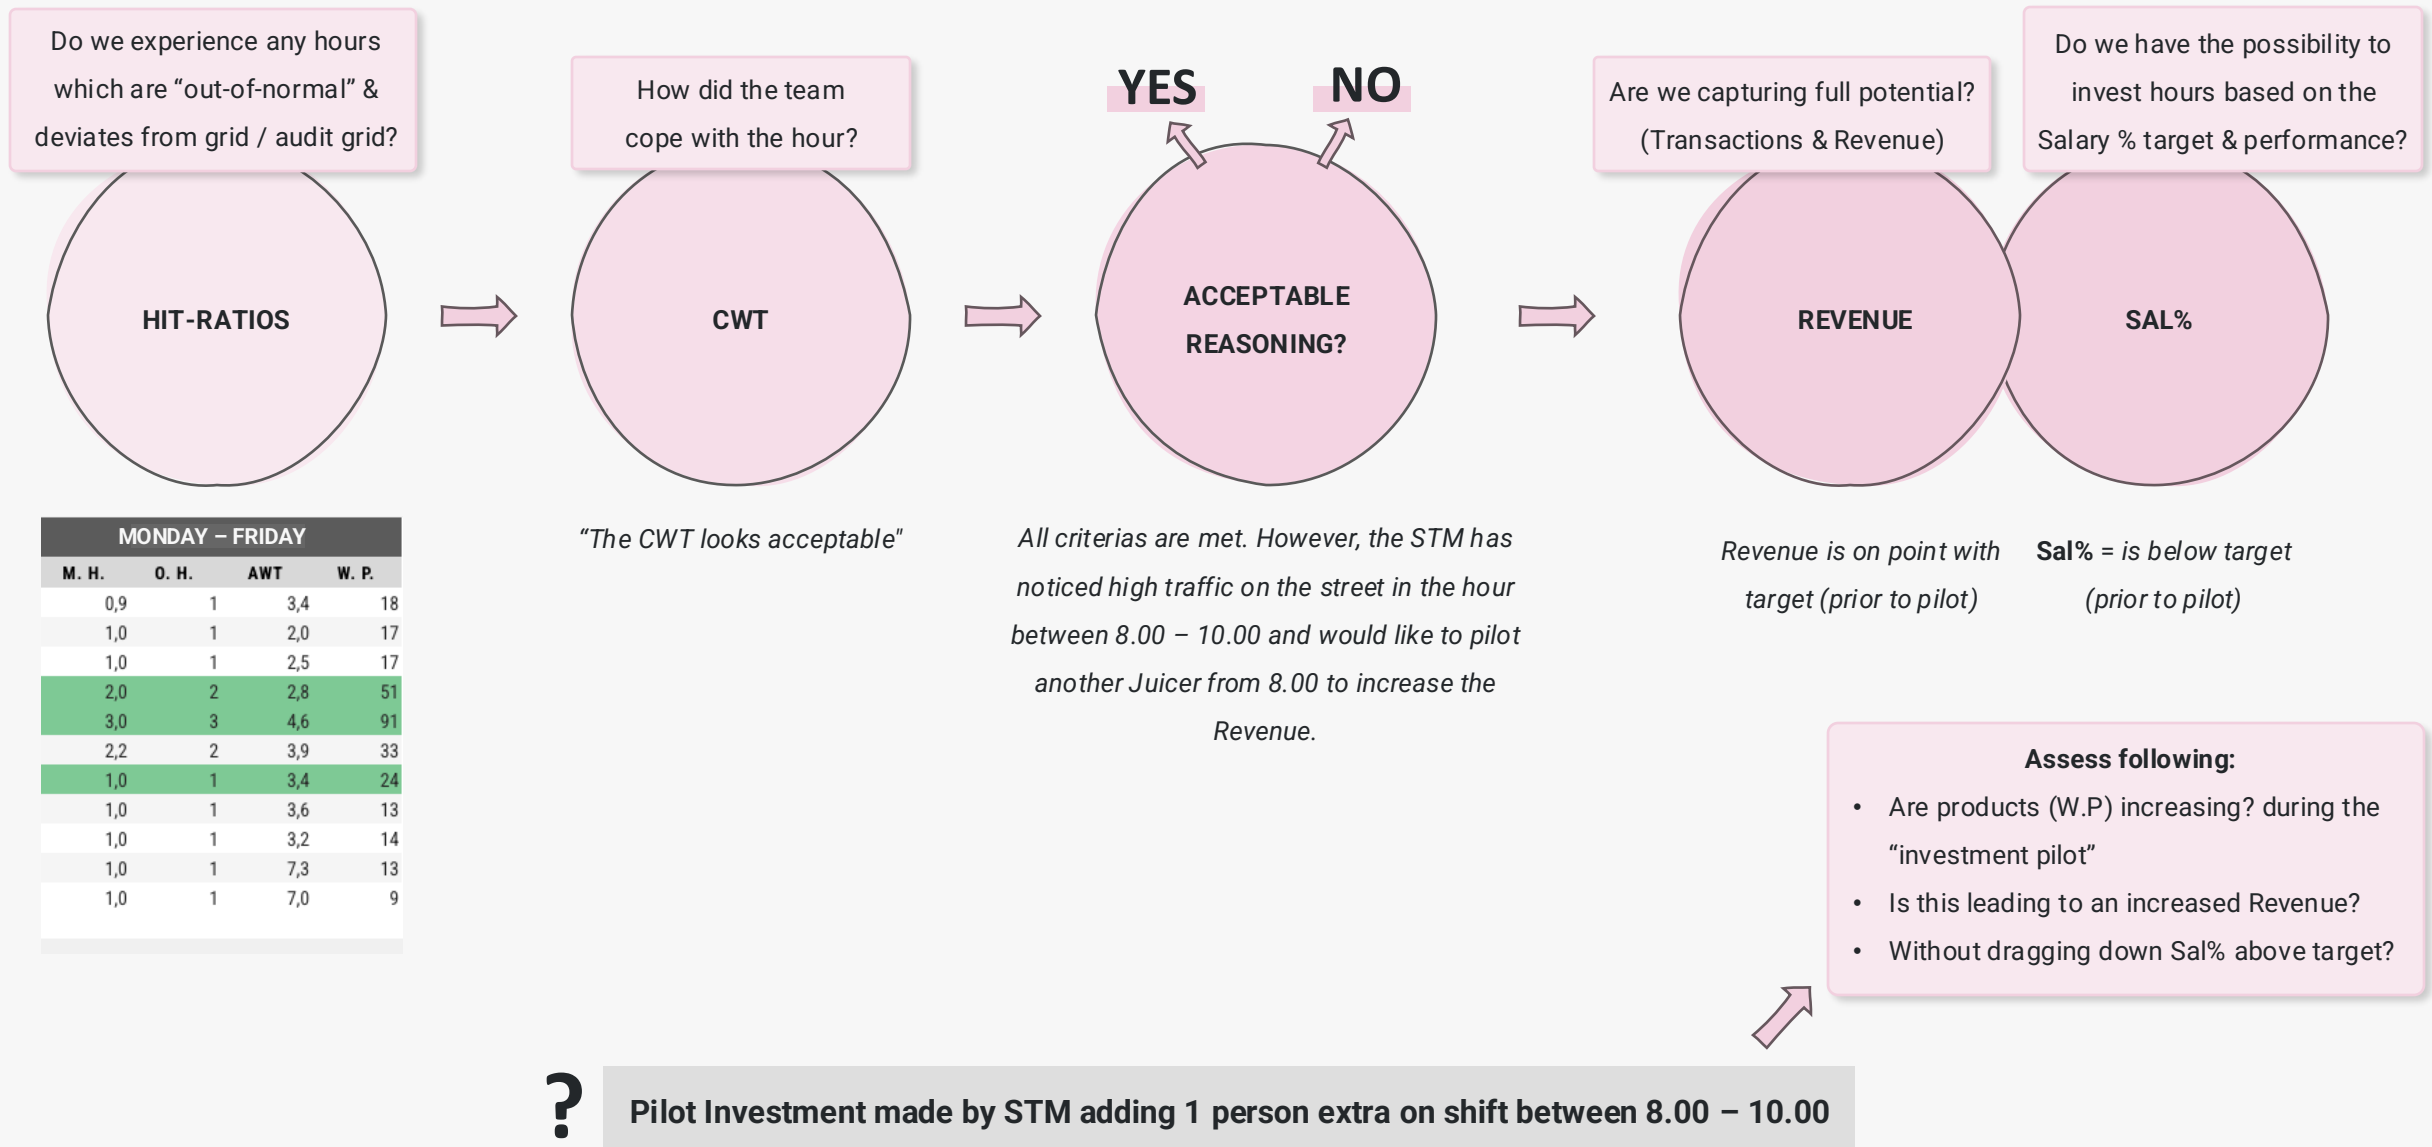 Do we experience any hours
which are “out-of-normal” &
deviates from grid / audit grid?
How did the team
cope with the hour?
YES
NO
Are we capturing full potential?
(Transactions & Revenue)
Do we have the possibility to
invest hours based on the
Salary % target & performance?
HIT-RATIOS
CWT
ACCEPTABLE
REASONING?
REVENUE
SAL%
MONDAY – FRIDAY
M. H. O. H. AWT W. P.
0,9 1 3,4 18
1,0 1 2,0 17
1,0 1 2,5 17
2,0 2 2,8 51
3,0 3 4,6 91
2,2 2 3,9 33
1,0 1 3,4 24
1,0 1 3,6 13
1,0 1 3,2 14
1,0 1 7,3 13
1,0 1 7,0 9
“The CWT looks acceptable"
All criterias are met. However, the STM has
noticed high traffic on the street in the hour
between 8.00 – 10.00 and would like to pilot
another Juicer from 8.00 to increase the
Revenue.
Revenue is on point with
target (prior to pilot)
Sal% = is below target
(prior to pilot)
Assess following:
• Are products (W.P) increasing? during the
“investment pilot”
• Is this leading to an increased Revenue?
• Without dragging down Sal% above target?
?
Pilot Investment made by STM adding 1 person extra on shift between 8.00 – 10.00